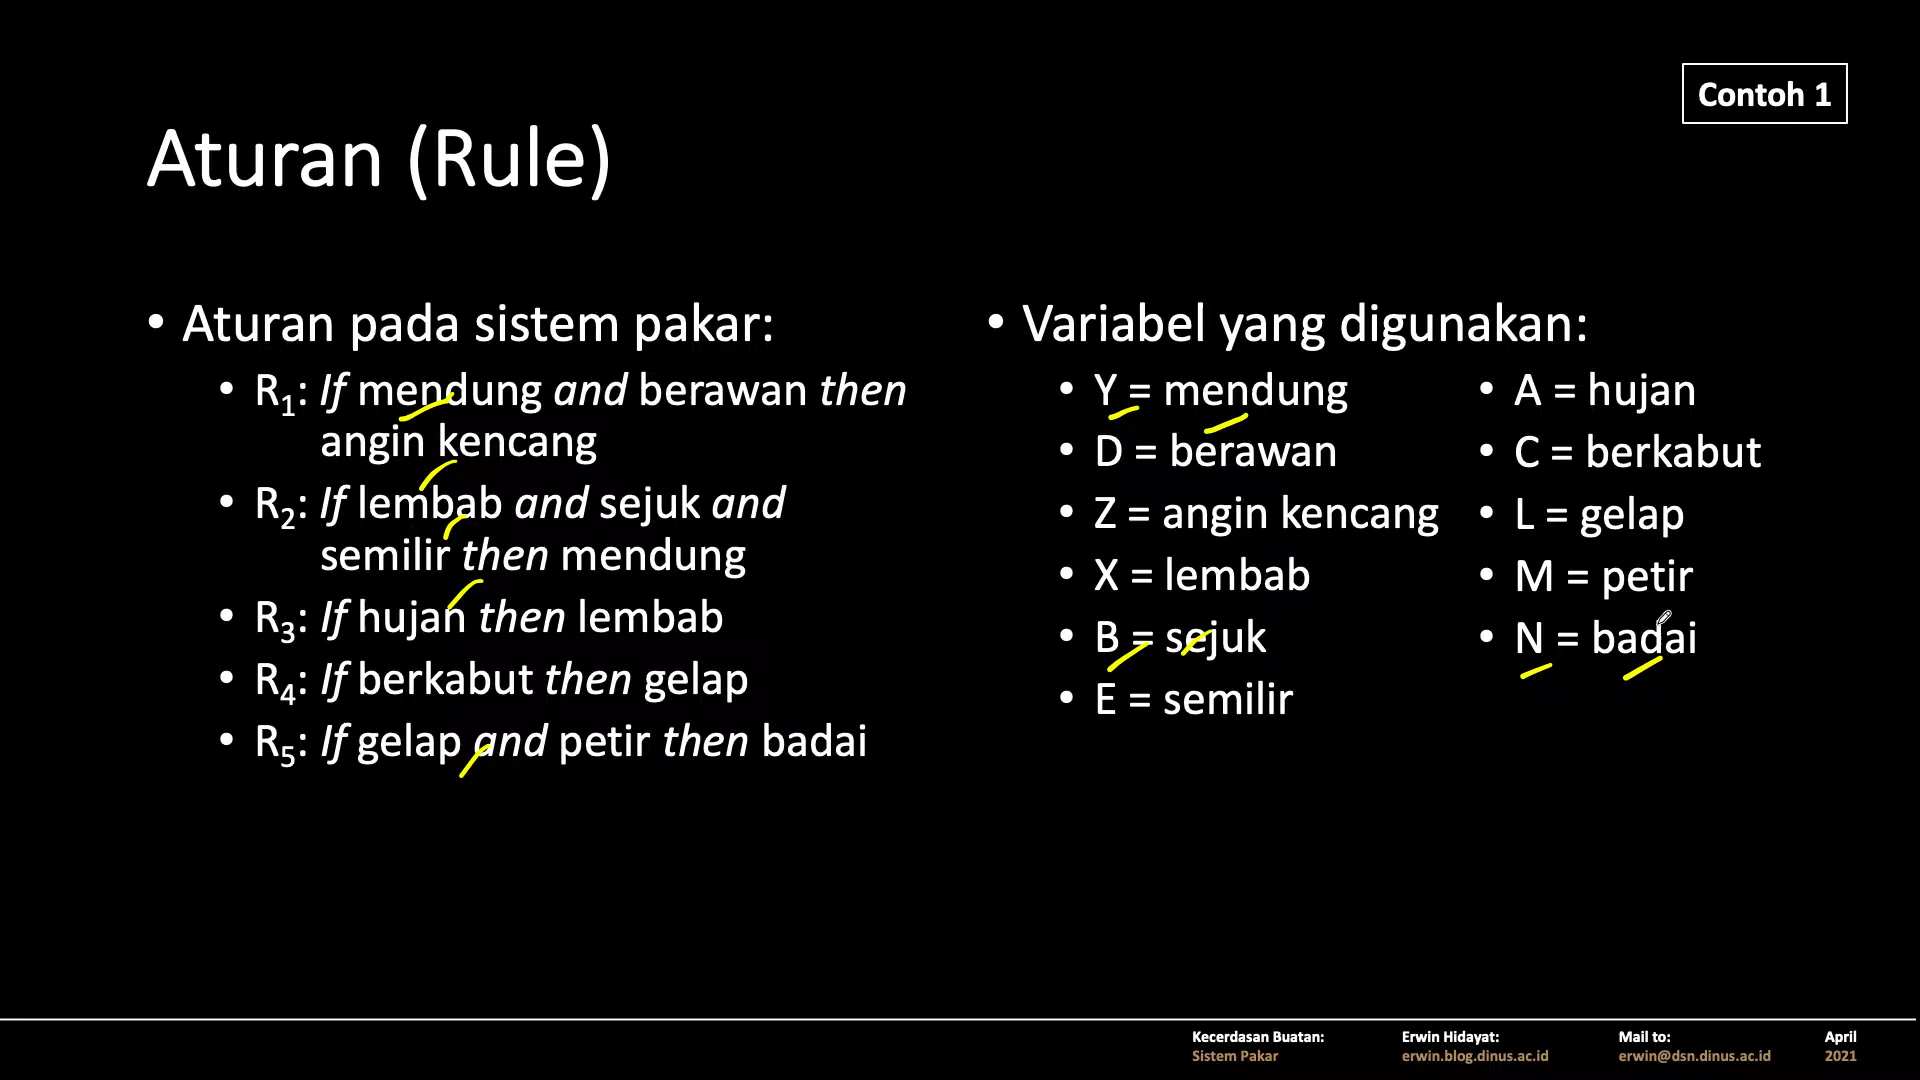 Contoh 1
Aturan (Rule)
• Aturan pada sistem pakar:
• R₁: If mendung and berawan then
angin kencang
• R₂: If lembab and sejuk and
semilir then mendung
• R₃: If hujan then lembab
• R₄: If berkabut then gelap
• R₅: If gelap and petir then badai
• Variabel yang digunakan:
• Y = mendung
• D = berawan
• Z = angin kencang
• X = lembab
• B = sejuk
• E = semilir
• A = hujan
• C = berkabut
• L = gelap
• M = petir
• N = badai
Kecerdasan Buatan:
Sistem Pakar
Erwin Hidayat:
erwin.blog.dinus.ac.id
Mail to:
erwin@dsn.dinus.ac.id
April
2021